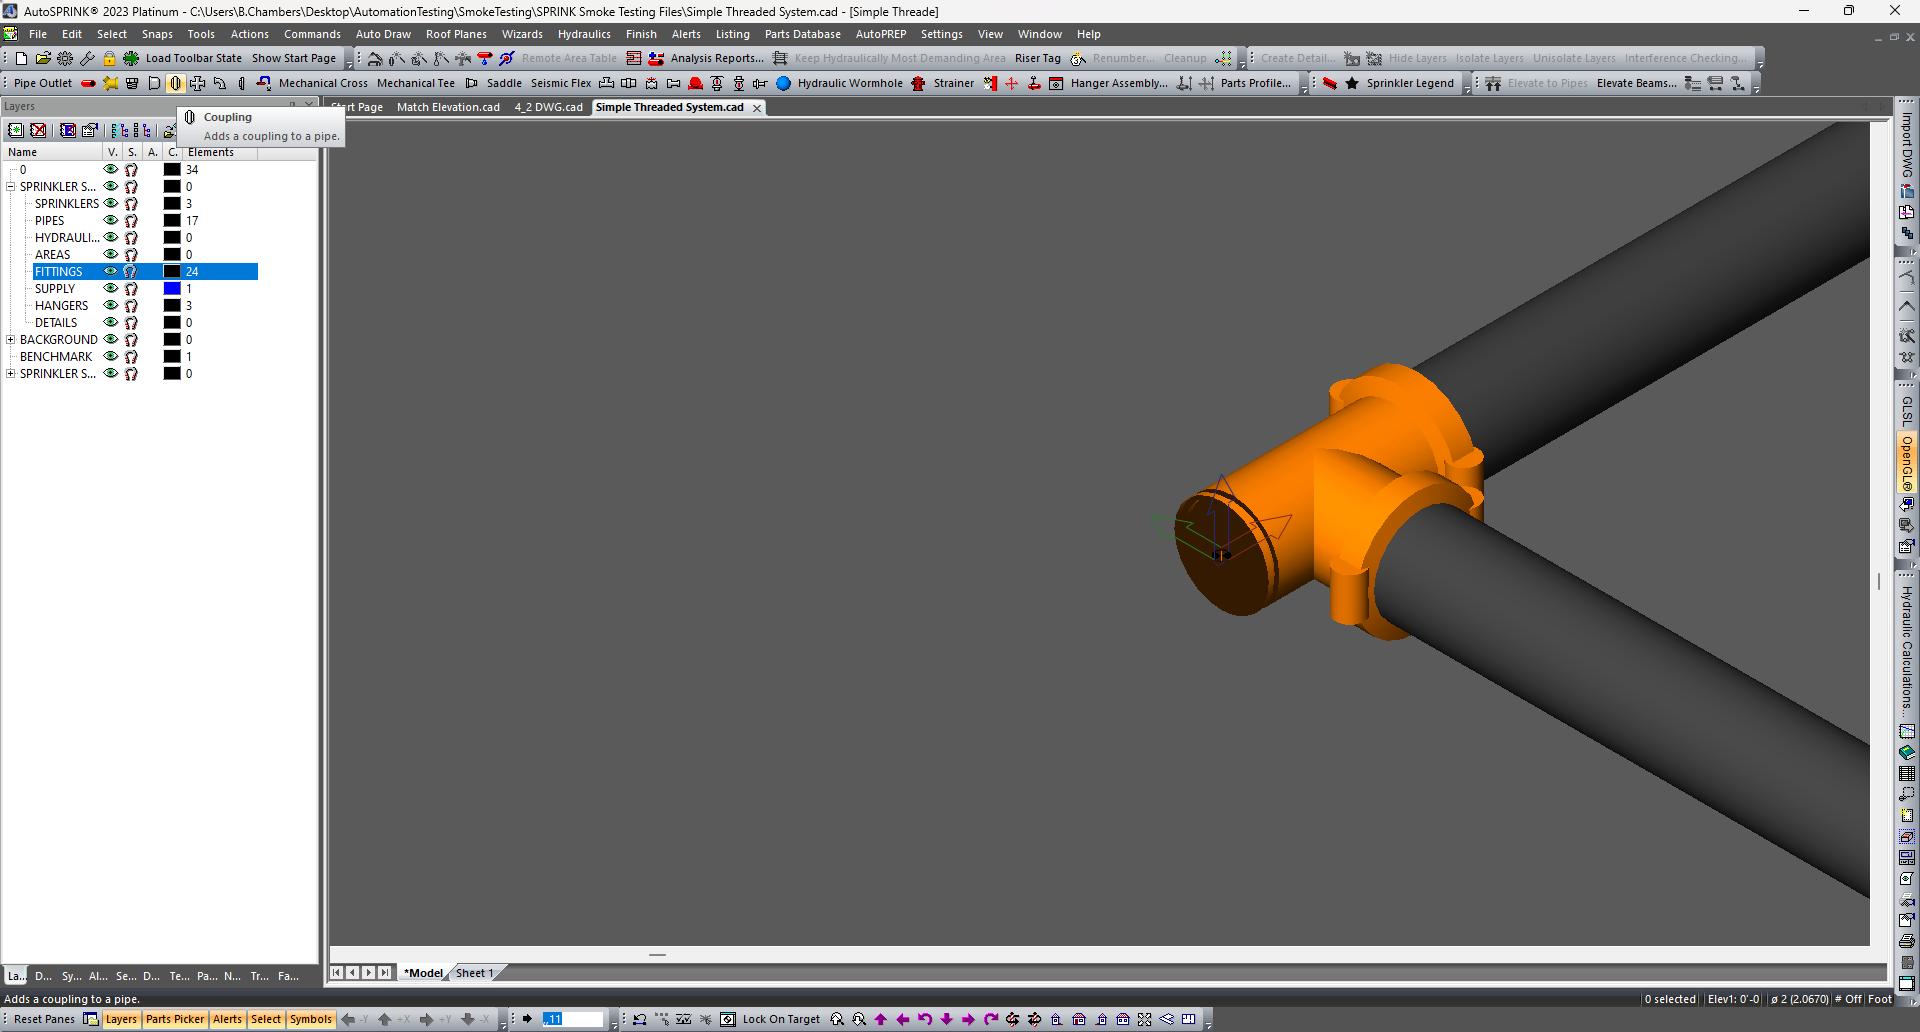 AutoSPRINK® 2023 Platinum - C:\Users\B.Chambers\Desktop\AutomationTesting\SmokeTesting\SPRINK Smoke Testing Files\Simple Threaded System.cad - [Simple Threade]
File Edit Select Snaps Tools Actions Commands Auto Draw Roof Planes Wizards Hydraulics Finish Alerts Listing Parts Database AutoPREP Settings View Window Help
Load Toolbar State Show Start Page Remote Area Table Analysis Reports... Keep Hydraulically Most Demanding Area Riser Tag Renumber... Cleanup Create Detail... Hide Layers Isolate Layers Unisolate Layers Interference Checking...
Pipe Outlet Mechanical Cross Mechanical Tee Saddle Seismic Flex Hydraulic Wormhole Strainer Hanger Assembly... Parts Profile... Sprinkler Legend Elevate to Pipes Elevate Beams...
Layers
Start Page Match Elevation.cad 4_2 DWG.cad Simple Threaded System.cad
Coupling
Adds a coupling to a pipe.
Name V. S. A. C. Elements
0 34
SPRINKLER S... 0
SPRINKLERS 3
PIPES 17
HYDRAULI... 0
AREAS 0
FITTINGS 24
SUPPLY 1
HANGERS 3
DETAILS 0
BACKGROUND 0
BENCHMARK 1
SPRINKLER S... 0
Import DWG
GLSL
OpenGL®
Hydraulic Calculations...
La... D... Sy... Al... Se... D... Te... Pa... N... Tr... Fa...
*Model Sheet 1
Adds a coupling to a pipe.
0 selected Elev1: 0'-0 ø 2 (2.0670) # Off Foot
Reset Panes Layers Parts Picker Alerts Select Symbols -Y +X +Y -X ,,11 Lock On Target